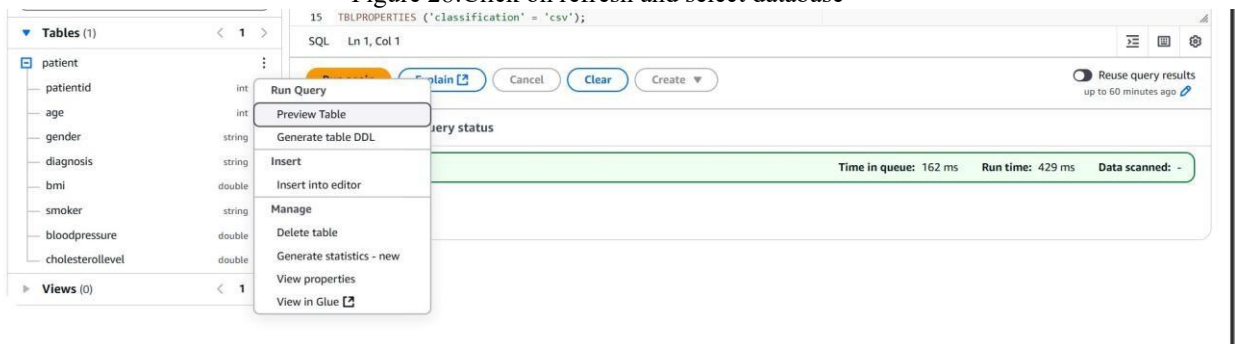 Figure 28:Click on refresh and select database
15 TBLPROPERTIES ('classification' = 'csv');
Tables (1) < 1 >
SQL Ln 1, Col 1
patient
patientid int
age int
gender string
diagnosis string
bmi double
smoker string
bloodpressure double
cholesterollevel double
Views (0) < 1
Explain Cancel Clear Create
Reuse query results
up to 60 minutes ago
Run Query
Preview Table
Generate table DDL
Insert
Insert into editor
Manage
Delete table
Generate statistics - new
View properties
View in Glue
query status
Time in queue: 162 ms Run time: 429 ms Data scanned: -